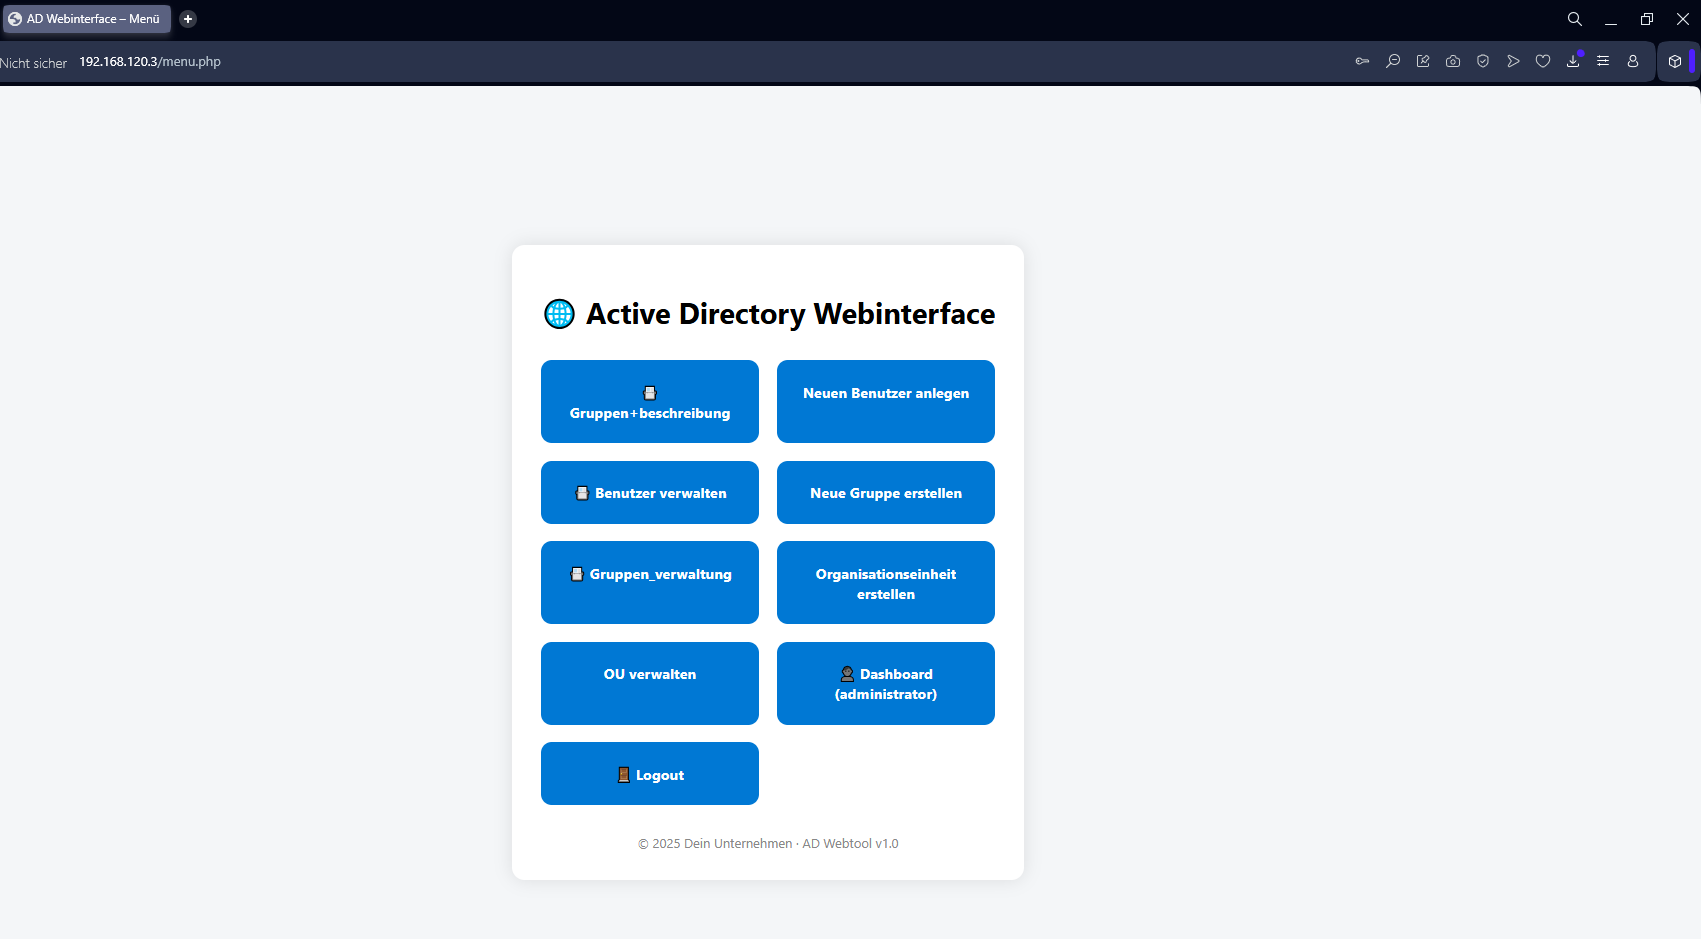 AD Webinterface – Menü
Nicht sicher 192.168.120.3/menu.php
Active Directory Webinterface
Gruppen+beschreibung
Neuen Benutzer anlegen
Benutzer verwalten
Neue Gruppe erstellen
Gruppen_verwaltung
Organisationseinheit
erstellen
OU verwalten
Dashboard
(administrator)
Logout
© 2025 Dein Unternehmen · AD Webtool v1.0